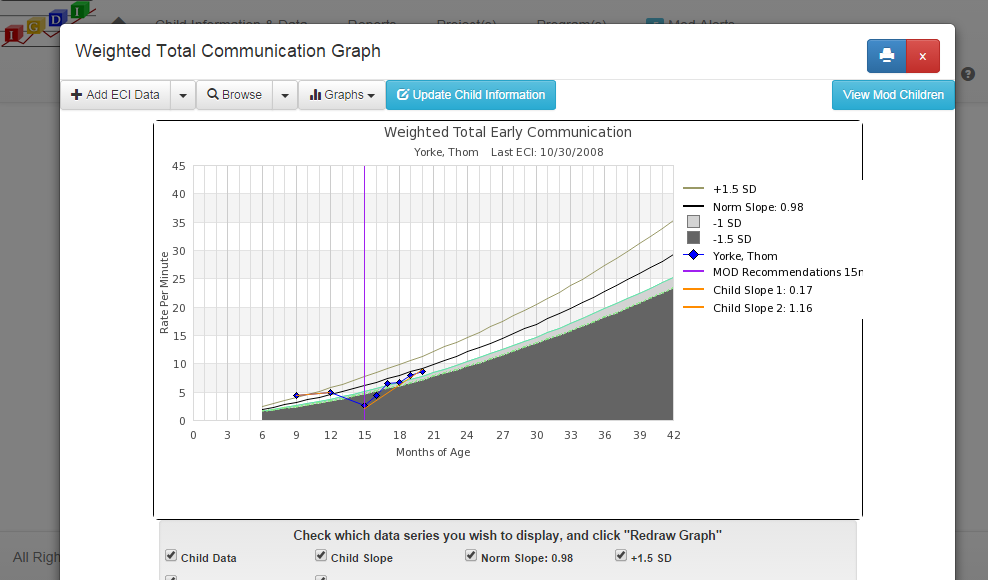 I G D I
Child Information & Data Reports Project(s) Program(s) Mod Alerts
Weighted Total Communication Graph
x
?
Add ECI Data Browse Graphs Update Child Information View Mod Children
Weighted Total Early Communication
Yorke, Thom Last ECI: 10/30/2008
45
40
35
30
25
20
15
10
5
0
Rate Per Minute
0 3 6 9 12 15 18 21 24 27 30 33 36 39 42
Months of Age
+1.5 SD
Norm Slope: 0.98
-1 SD
-1.5 SD
Yorke, Thom
MOD Recommendations 15m
Child Slope 1: 0.17
Child Slope 2: 1.16
Check which data series you wish to display, and click "Redraw Graph"
Child Data Child Slope Norm Slope: 0.98 +1.5 SD
All Righ